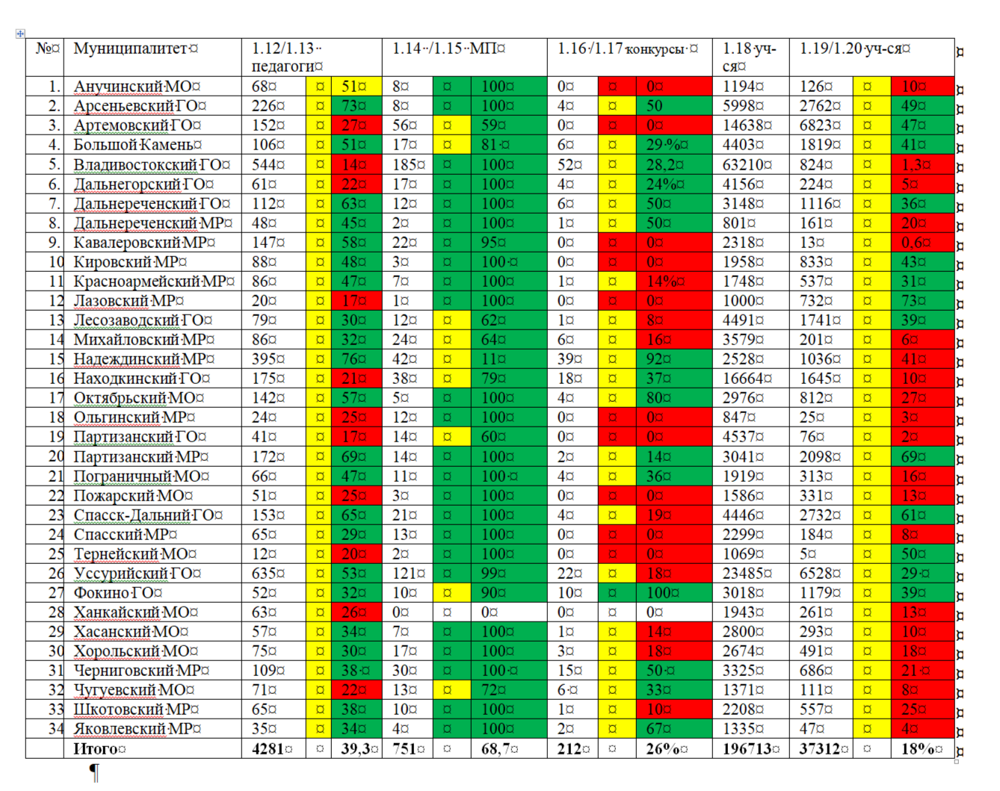 № Муниципалитет 1.12/1.13 педагоги 1.14 /1.15 МП 1.16 /1.17 конкурсы 1.18 уч-ся 1.19/1.20 уч-ся
1. Анучинский МО 68 51 8 100 0 0 1194 126 10
2. Арсеньевский ГО 226 73 8 100 4 50 5998 2762 49
3. Артемовский ГО 152 27 56 59 0 0 14638 6823 47
4. Большой Камень 106 51 17 81 6 29 % 4403 1819 41
5. Владивостокский ГО 544 14 185 100 52 28,2 63210 824 1,3
6. Дальнегорский ГО 61 22 17 100 4 24% 4156 224 5
7. Дальнереченский ГО 112 63 12 100 6 50 3148 1116 36
8. Дальнереченский МР 48 45 2 100 1 50 801 161 20
9. Кавалеровский МР 147 58 22 95 0 0 2318 13 0,6
10 Кировский МР 88 48 3 100 0 0 1958 833 43
11 Красноармейский МР 86 47 7 100 1 14% 1748 537 31
12 Лазовский МР 20 17 1 100 0 0 1000 732 73
13 Лесозаводский ГО 79 30 12 62 1 8 4491 1741 39
14 Михайловский МР 86 32 24 64 6 16 3579 201 6
15 Надеждинский МР 395 76 42 11 39 92 2528 1036 41
16 Находкинский ГО 175 21 38 79 18 37 16664 1645 10
17 Октябрьский МО 142 57 5 100 4 80 2976 812 27
18 Ольгинский МР 24 25 12 100 0 0 847 25 3
19 Партизанский ГО 41 17 14 60 0 0 4537 76 2
20 Партизанский МР 172 69 14 100 2 14 3041 2098 69
21 Пограничный МО 66 47 11 100 4 36 1919 313 16
22 Пожарский МО 51 25 3 100 0 0 1586 331 13
23 Спасск-Дальний ГО 153 65 21 100 4 19 4446 2732 61
24 Спасский МР 65 29 13 100 0 0 2299 184 8
25 Тернейский МО 12 20 2 100 0 0 1069 5 50
26 Уссурийский ГО 635 53 121 99 22 18 23485 6528 29
27 Фокино ГО 52 32 10 90 10 100 3018 1179 39
28 Ханкайский МО 63 26 0 0 0 0 1943 261 13
29 Хасанский МО 57 34 7 100 1 14 2800 293 10
30 Хорольский МО 75 30 17 100 3 18 2674 491 18
31 Черниговский МР 109 38 30 100 15 50 3325 686 21
32 Чугуевский МО 71 22 13 72 6 33 1371 111 8
33 Шкотовский МР 65 38 10 100 1 10 2208 557 25
34 Яковлевский МР 35 34 4 100 2 67 1335 47 4
Итого 4281 39,3 751 68,7 212 26% 196713 37312 18%